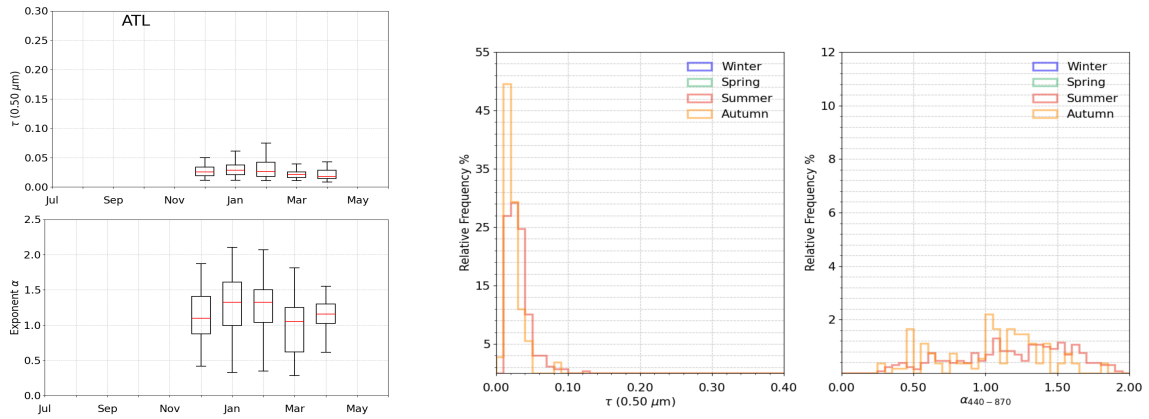 ATL
τ (0.50 μm)
0.30
0.25
0.20
0.15
0.10
0.05
0.00
Jul Sep Nov Jan Mar May
Exponent α
2.5
2.0
1.5
1.0
0.5
0.0
Jul Sep Nov Jan Mar May
Relative Frequency %
55
45
35
25
15
5
Winter
Spring
Summer
Autumn
0.00 0.10 0.20 0.30 0.40
τ (0.50 μm)
Relative Frequency %
12
10
8
6
4
2
Winter
Spring
Summer
Autumn
0.00 0.50 1.00 1.50 2.00
α440−870